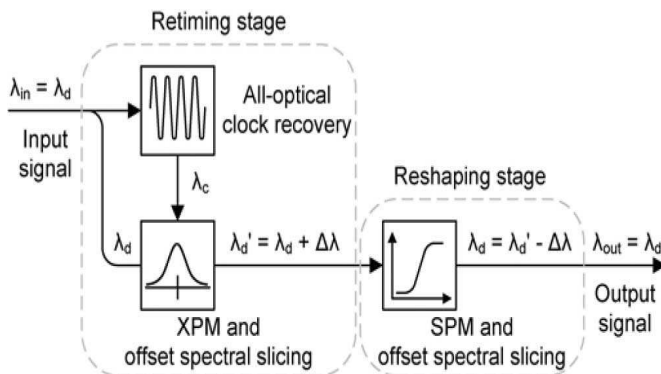 Retiming stage
λin = λd
Input
signal
All-optical
clock recovery
λc
λd
λd' = λd + Δλ
XPM and
offset spectral slicing
Reshaping stage
λd = λd' - Δλ
λout = λd
Output
signal
SPM and
offset spectral slicing